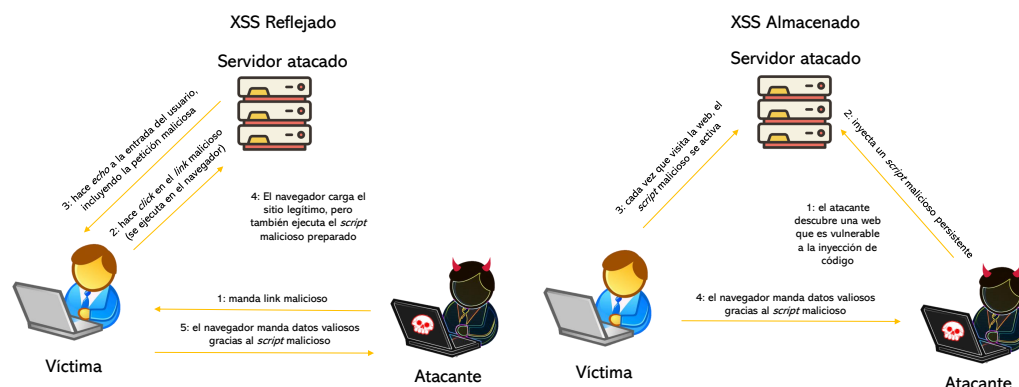 XSS Reflejado
Servidor atacado
3: hace echo a la entrada del usuario,
incluyendo la petición maliciosa
2: hace click en el link malicioso
(se ejecuta en el navegador)
4: El navegador carga el
sitio legítimo, pero
también ejecuta el script
malicioso preparado
1: manda link malicioso
5: el navegador manda datos valiosos
gracias al script malicioso
Víctima
Atacante
XSS Almacenado
Servidor atacado
3: cada vez que visita la web, el
script malicioso se activa
2: inyecta un script malicioso persistente
1: el atacante
descubre una web
que es vulnerable
a la inyección de
código
4: el navegador manda datos valiosos
gracias al script malicioso
Víctima
Atacante